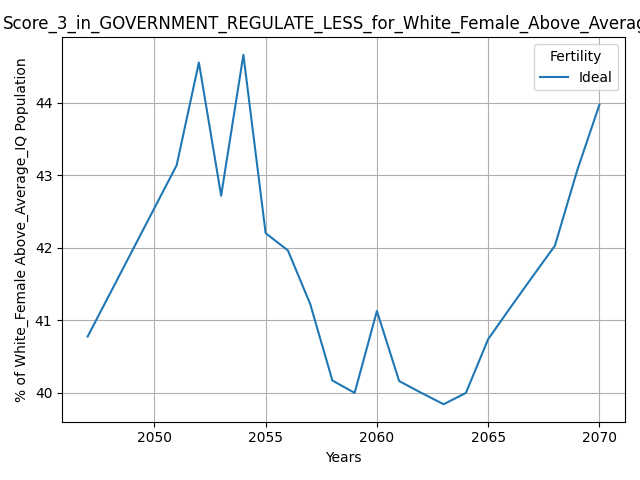 Score_3_in_GOVERNMENT_REGULATE_LESS_for_White_Female_Above_Averag
Fertility
Ideal
% of White_Female Above_Average_IQ Population
44
43
42
41
40
2050 2055 2060 2065 2070
Years